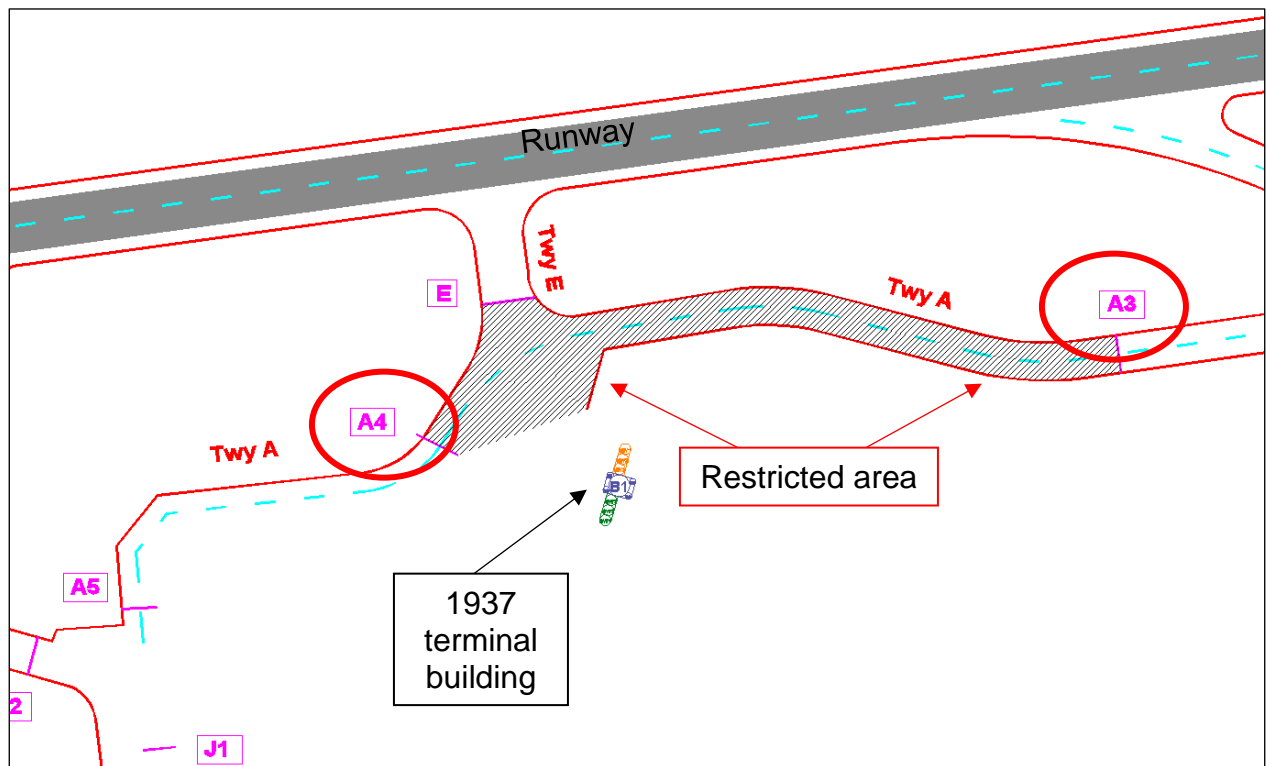 Runway
Twy E
E
Twy A
A3
A4
Twy A
Restricted area
B1
1937
terminal
building
A5
2
J1